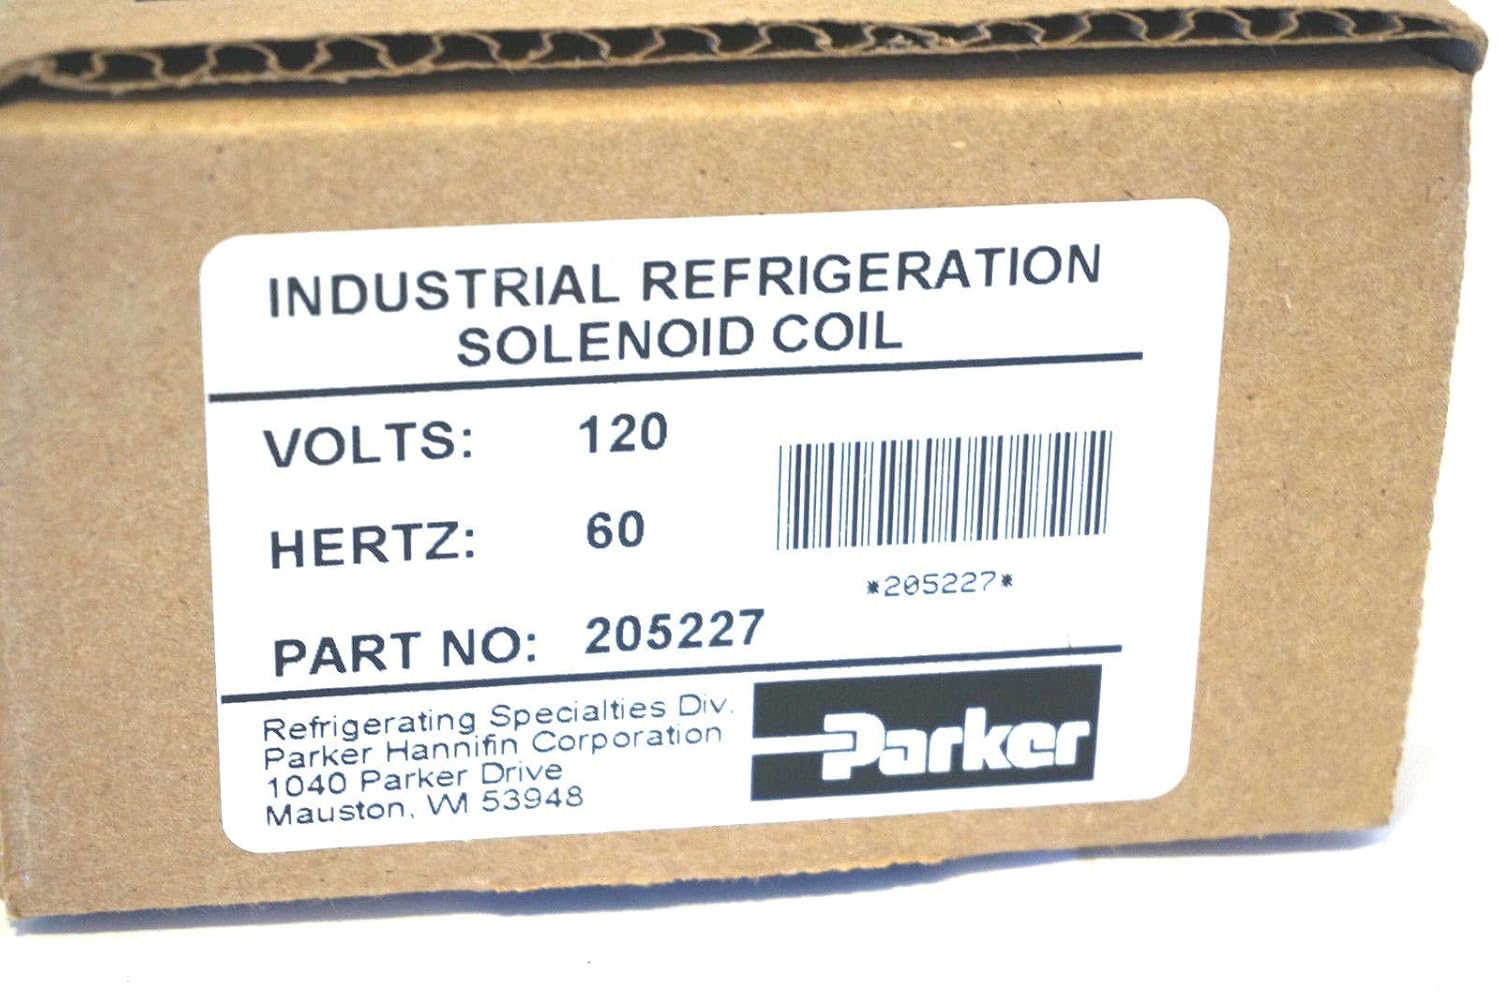 INDUSTRIAL REFRIGERATION
SOLENOID COIL
VOLTS: 120
HERTZ: 60
*205227*
PART NO: 205227
Refrigerating Specialties Div.
Parker Hannifin Corporation
1040 Parker Drive
Mauston, WI 53948
Parker